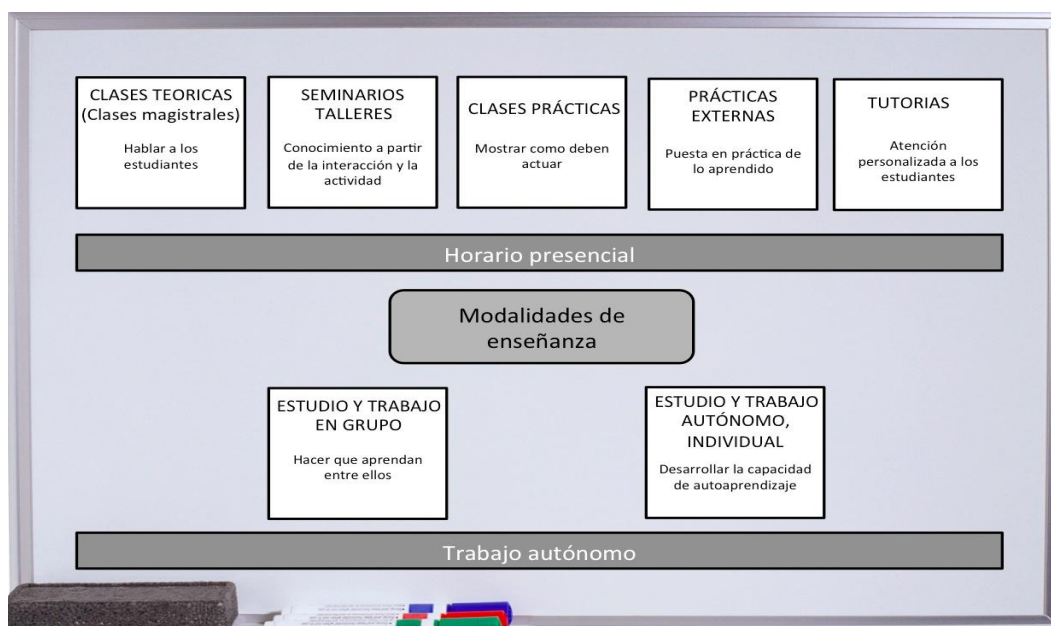 CLASES TEORICAS
(Clases magistrales)
Hablar a los
estudiantes
SEMINARIOS
TALLERES
Conocimiento a partir
de la interacción y la
actividad
CLASES PRÁCTICAS
Mostrar como deben
actuar
PRÁCTICAS
EXTERNAS
Puesta en práctica de
lo aprendido
TUTORIAS
Atención
personalizada a los
estudiantes
Horario presencial
Modalidades de
enseñanza
ESTUDIO Y TRABAJO
EN GRUPO
Hacer que aprendan
entre ellos
ESTUDIO Y TRABAJO
AUTÓNOMO,
INDIVIDUAL
Desarrollar la capacidad
de autoaprendizaje
Trabajo autónomo